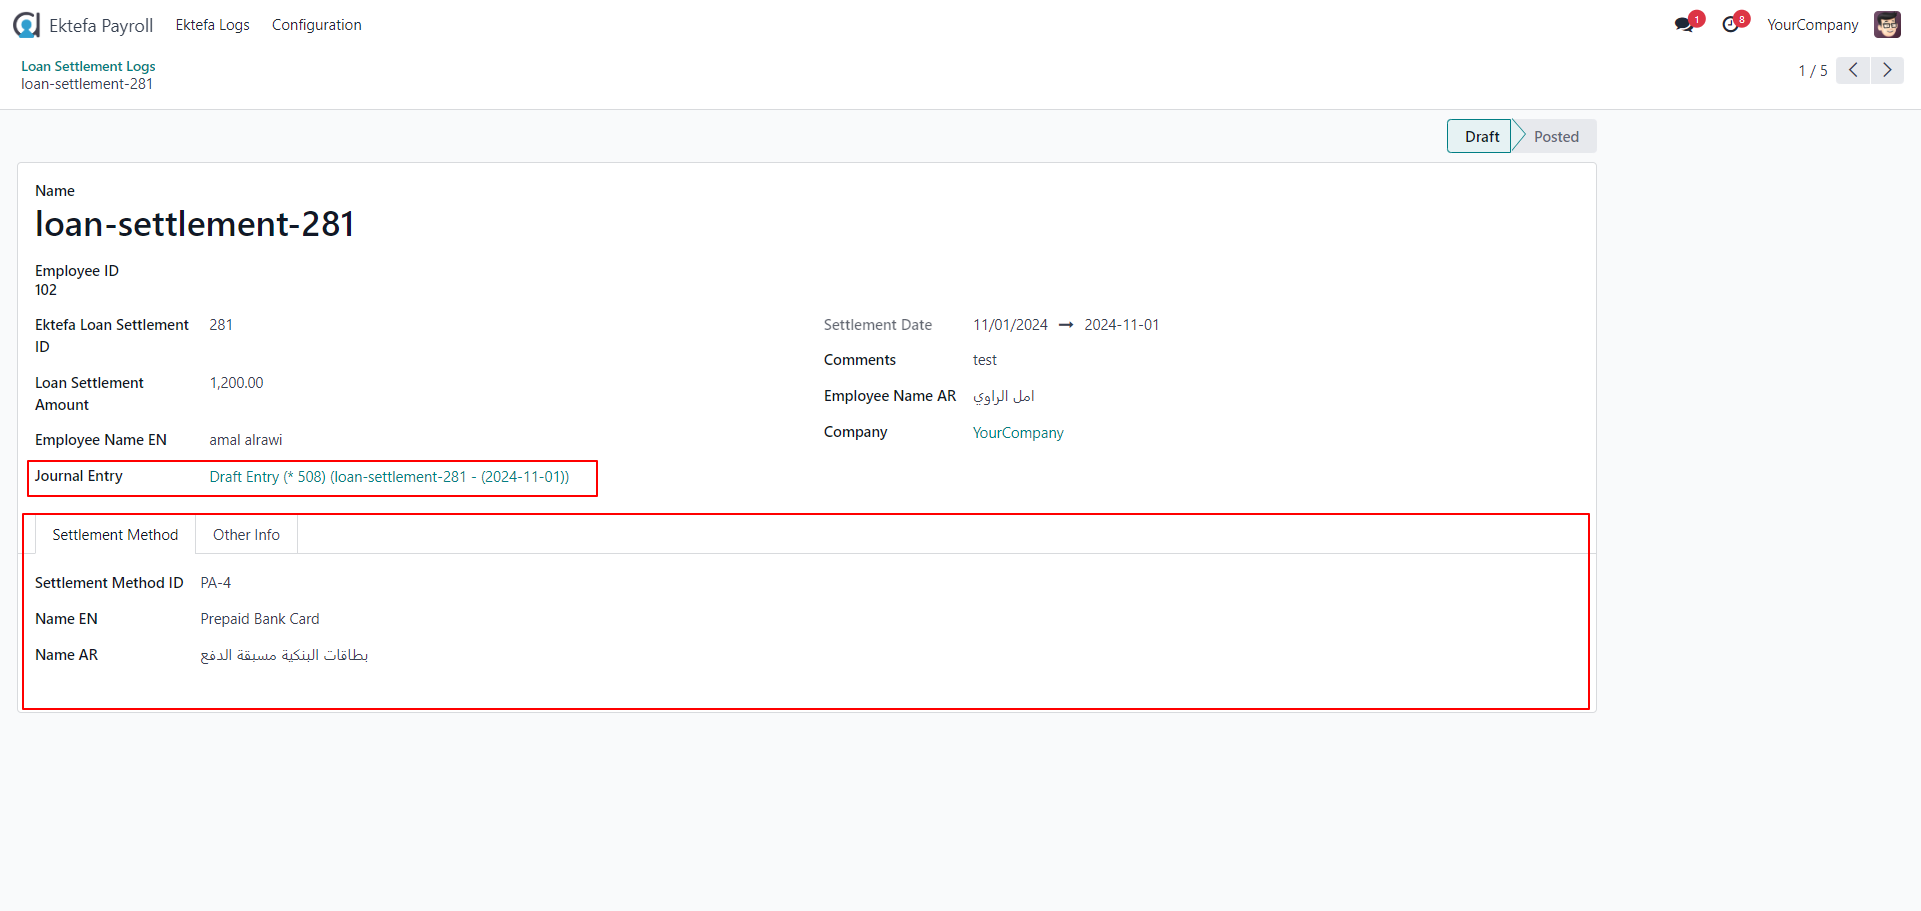 Ektefa Payroll Ektefa Logs Configuration 1 8 YourCompany
Loan Settlement Logs
loan-settlement-281
1 / 5
Draft Posted
Name
loan-settlement-281
Employee ID
102
Ektefa Loan Settlement ID 281
Loan Settlement Amount 1,200.00
Employee Name EN amal alrawi
Journal Entry Draft Entry (* 508) (loan-settlement-281 - (2024-11-01))
Settlement Date 11/01/2024 → 2024-11-01
Comments test
Employee Name AR امل الراوي
Company YourCompany
Settlement Method Other Info
Settlement Method ID PA-4
Name EN Prepaid Bank Card
Name AR بطاقات البنكية مسبقة الدفع